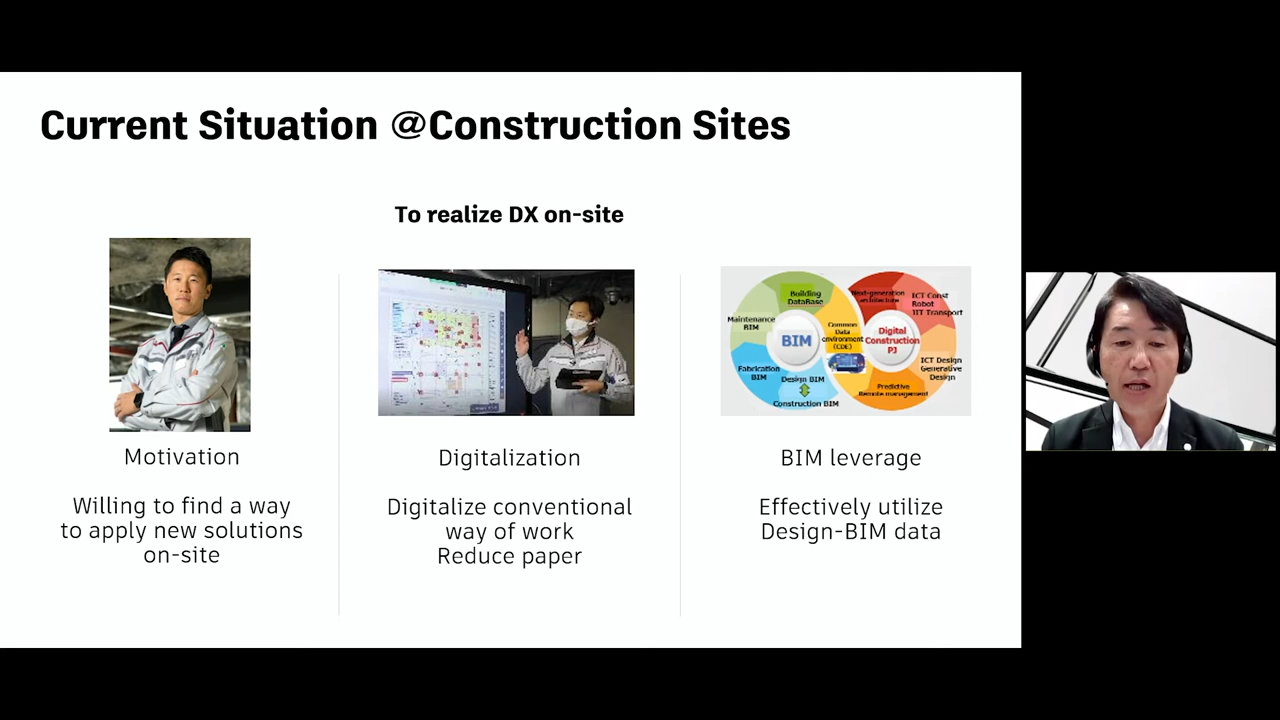 Current Situation @Construction Sites
To realize DX on-site
Building
DataBase
Maintenance
BIM
Fabrication
BIM
Design BIM
Construction BIM
BIM
Common
Data
environment
(CDE)
Next-generation
architecture
ICT Const
Robot
Transport
Digital
Construction
PJ
ICT Design
Generative
Design
Predictive
Remote management
Motivation
Willing to find a way
to apply new solutions
on-site
Digitalization
Digitalize conventional
way of work
Reduce paper
BIM leverage
Effectively utilize
Design-BIM data